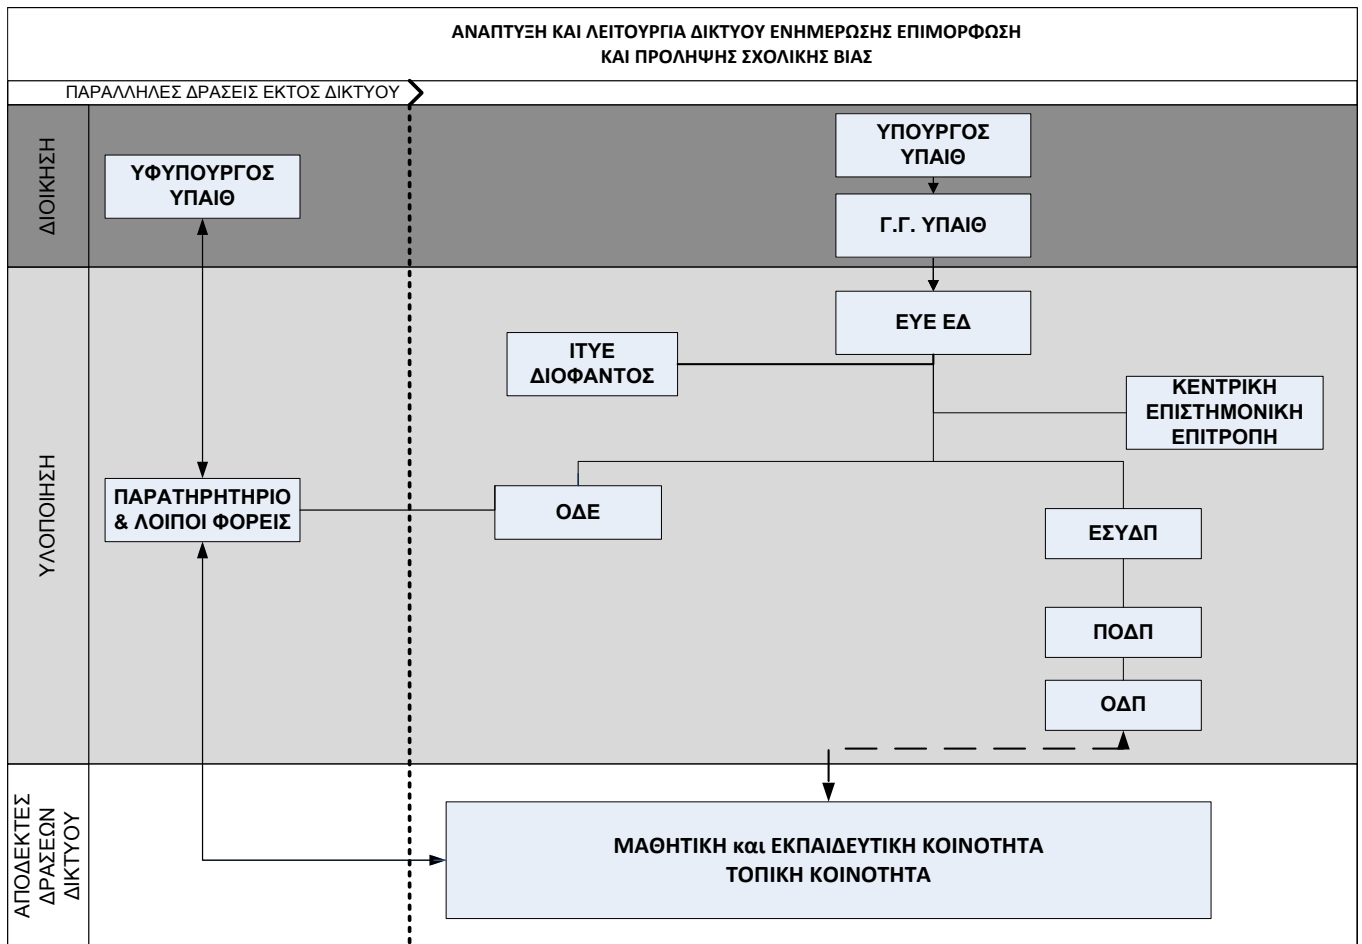 ΑΝΑΠΤΥΞΗ ΚΑΙ ΛΕΙΤΟΥΡΓΙΑ ΔΙΚΤΥΟΥ ΕΝΗΜΕΡΩΣΗΣ ΕΠΙΜΟΡΦΩΣΗ
ΚΑΙ ΠΡΟΛΗΨΗΣ ΣΧΟΛΙΚΗΣ ΒΙΑΣ
ΠΑΡΑΛΛΗΛΕΣ ΔΡΑΣΕΙΣ ΕΚΤΟΣ ΔΙΚΤΥΟΥ
ΔΙΟΙΚΗΣΗ
ΥΦΥΠΟΥΡΓΟΣ
ΥΠΑΙΘ
ΥΠΟΥΡΓΟΣ
ΥΠΑΙΘ
Γ.Γ. ΥΠΑΙΘ
ΥΛΟΠΟΙΗΣΗ
ΕΥΕ ΕΔ
ΙΤΥΕ
ΔΙΟΦΑΝΤΟΣ
ΚΕΝΤΡΙΚΗ
ΕΠΙΣΤΗΜΟΝΙΚΗ
ΕΠΙΤΡΟΠΗ
ΠΑΡΑΤΗΡΗΤΗΡΙΟ
& ΛΟΙΠΟΙ ΦΟΡΕΙΣ
ΟΔΕ
ΕΣΥΔΠ
ΠΟΔΠ
ΟΔΠ
ΑΠΟΔΕΚΤΕΣ
ΔΡΑΣΕΩΝ
ΔΙΚΤΥΟΥ
ΜΑΘΗΤΙΚΗ και ΕΚΠΑΙΔΕΥΤΙΚΗ ΚΟΙΝΟΤΗΤΑ
ΤΟΠΙΚΗ ΚΟΙΝΟΤΗΤΑ